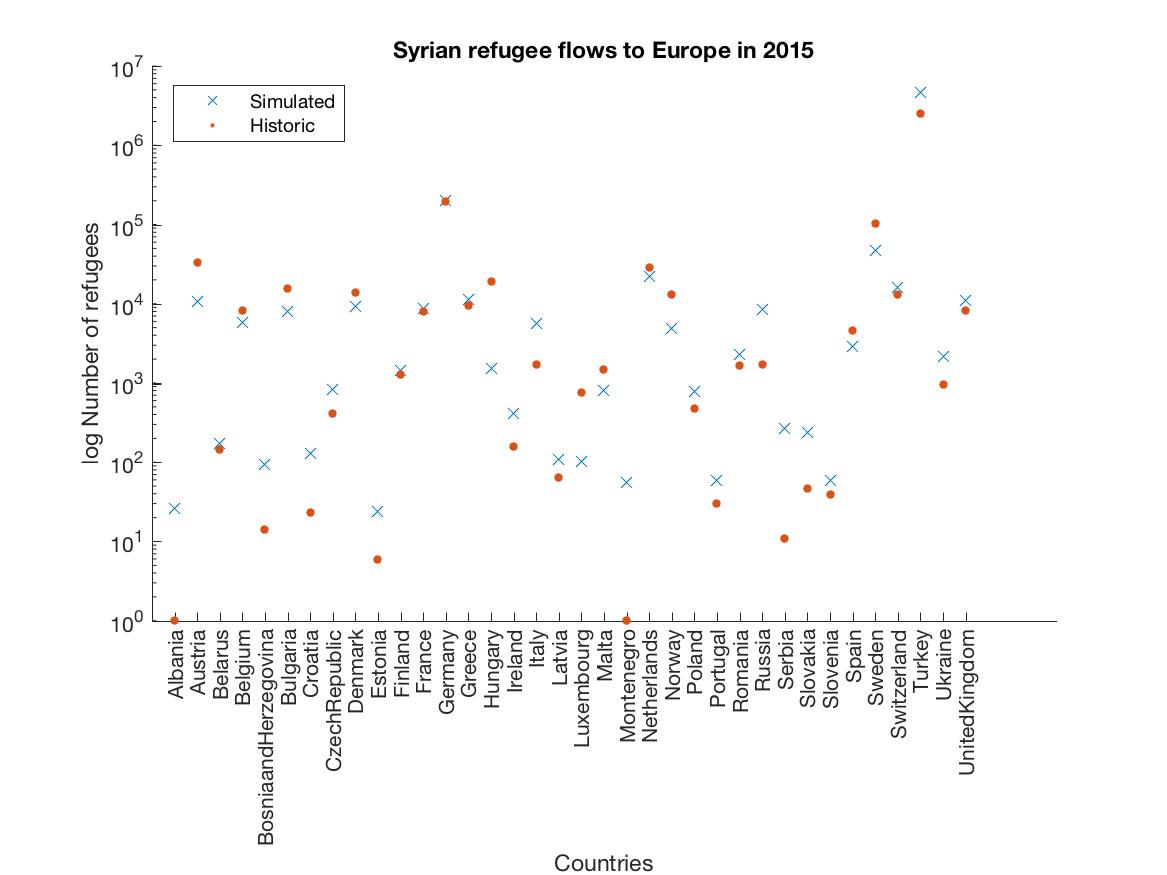 Syrian refugee flows to Europe in 2015
10^7
10^6
10^5
10^4
10^3
10^2
10^1
10^0
log Number of refugees
Simulated
Historic
Albania
Austria
Belarus
Belgium
BosniaandHerzegovina
Bulgaria
Croatia
CzechRepublic
Denmark
Estonia
Finland
France
Germany
Greece
Hungary
Ireland
Italy
Latvia
Luxembourg
Malta
Montenegro
Netherlands
Norway
Poland
Portugal
Romania
Russia
Serbia
Slovakia
Slovenia
Spain
Sweden
Switzerland
Turkey
Ukraine
UnitedKingdom
Countries